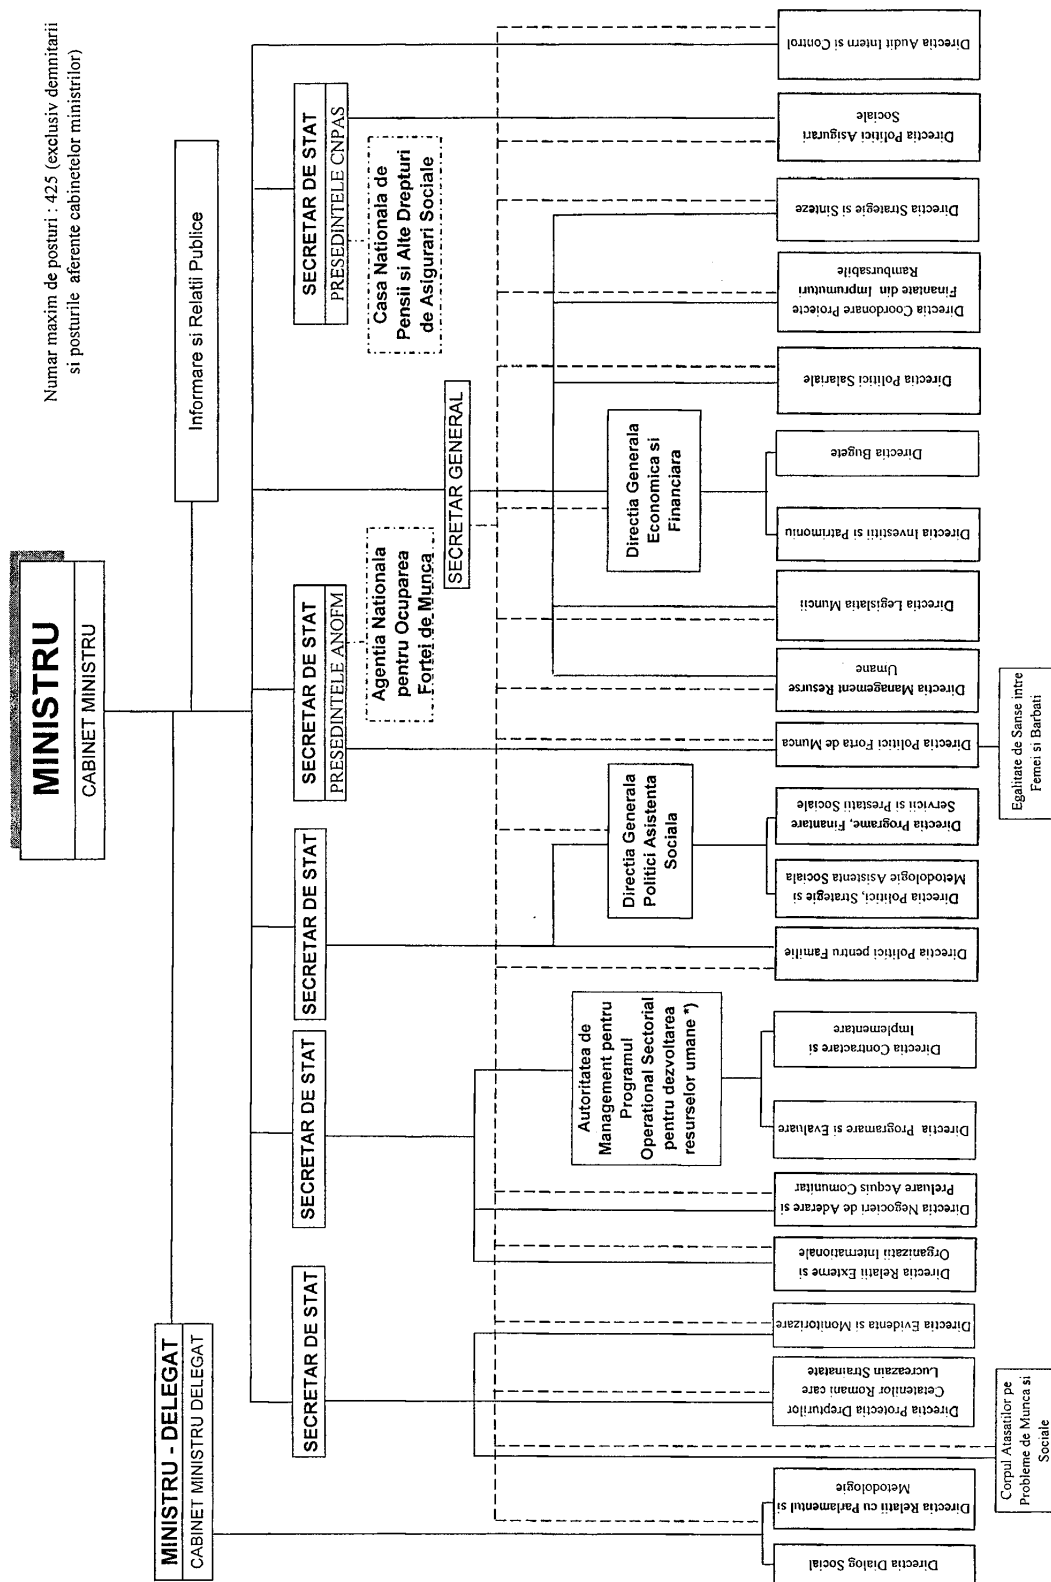 Numar maxim de posturi : 425 (exclusiv demnitarii
si posturile aferente cabinetelor ministrilor)
MINISTRU
CABINET MINISTRU
Informare si Relatii Publice
MINISTRU - DELEGAT
CABINET MINISTRU DELEGAT
SECRETAR DE STAT
SECRETAR DE STAT
SECRETAR DE STAT
SECRETAR DE STAT
PRESEDINTELE ANOFM
Agentia Nationala
pentru Ocuparea
Fortei de Munca
SECRETAR DE STAT
PRESEDINTELE CNPAS
Casa Nationala de
Pensii si Alte Drepturi
de Asigurari Sociale
SECRETAR GENERAL
Autoritatea de
Management pentru
Programul
Operational Sectorial
pentru dezvoltarea
resurselor umane *)
Directia Generala
Politici Asistenta
Sociala
Directia Generala
Economica si
Financiara
Directia Dialog Social
Directia Relatii cu Parlamentul si
Metodologie
Directia Protectia Drepturilor
Cetatenilor Romani care
Lucreazain Strainatate
Directia Evidenta si Monitorizare
Directia Relatii Externe si
Organizatii Internationale
Directia Negocieri de Aderare si
Preluare Acquis Comunitar
Directia Programare si Evaluare
Directia Contractare si
Implementare
Directia Politici pentru Familie
Directia Politici, Strategie si
Metodologie Asistenta Sociala
Directia Programe, Finantare
Servicii si Prestatii Sociale
Directia Politici Forta de Munca
Directia Management Resurse
Umane
Directia Legislatia Muncii
Directia Investitii si Patrimoniu
Directia Bugete
Directia Politici Salariale
Directia Coordonare Proiecte
Finantate din Imprumuturi
Rambursabile
Directia Strategie si Sinteze
Directia Politici Asigurari
Sociale
Directia Audit Intern si Control
Corpul Atasatilor pe
Probleme de Munca si
Sociale
Egalitate de Sanse intre
Femei si Barbati